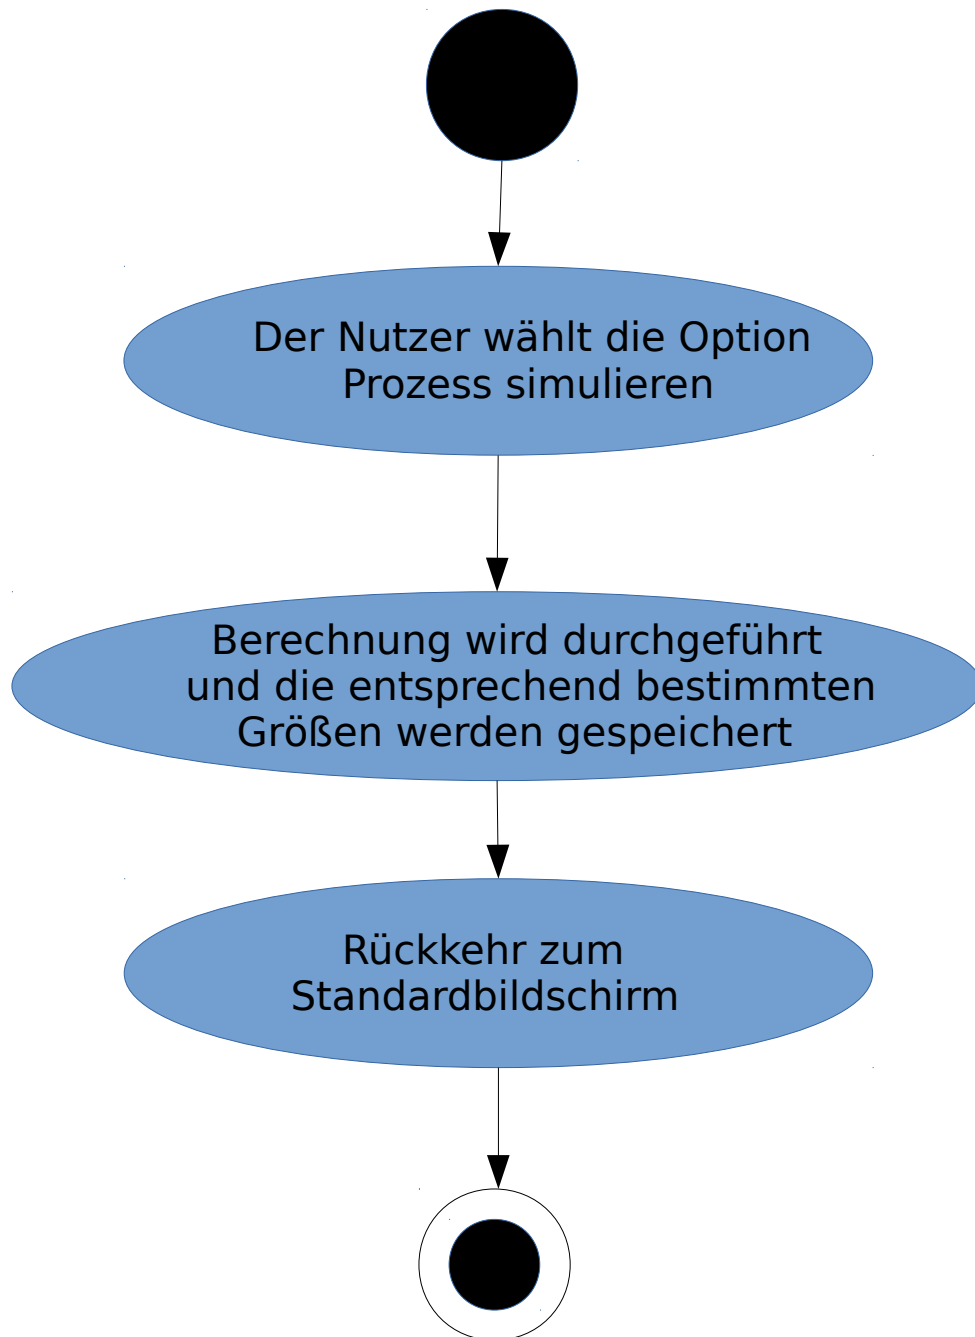 Der Nutzer wählt die Option
Prozess simulieren
Berechnung wird durchgeführt
und die entsprechend bestimmten
Größen werden gespeichert
Rückkehr zum
Standardbildschirm